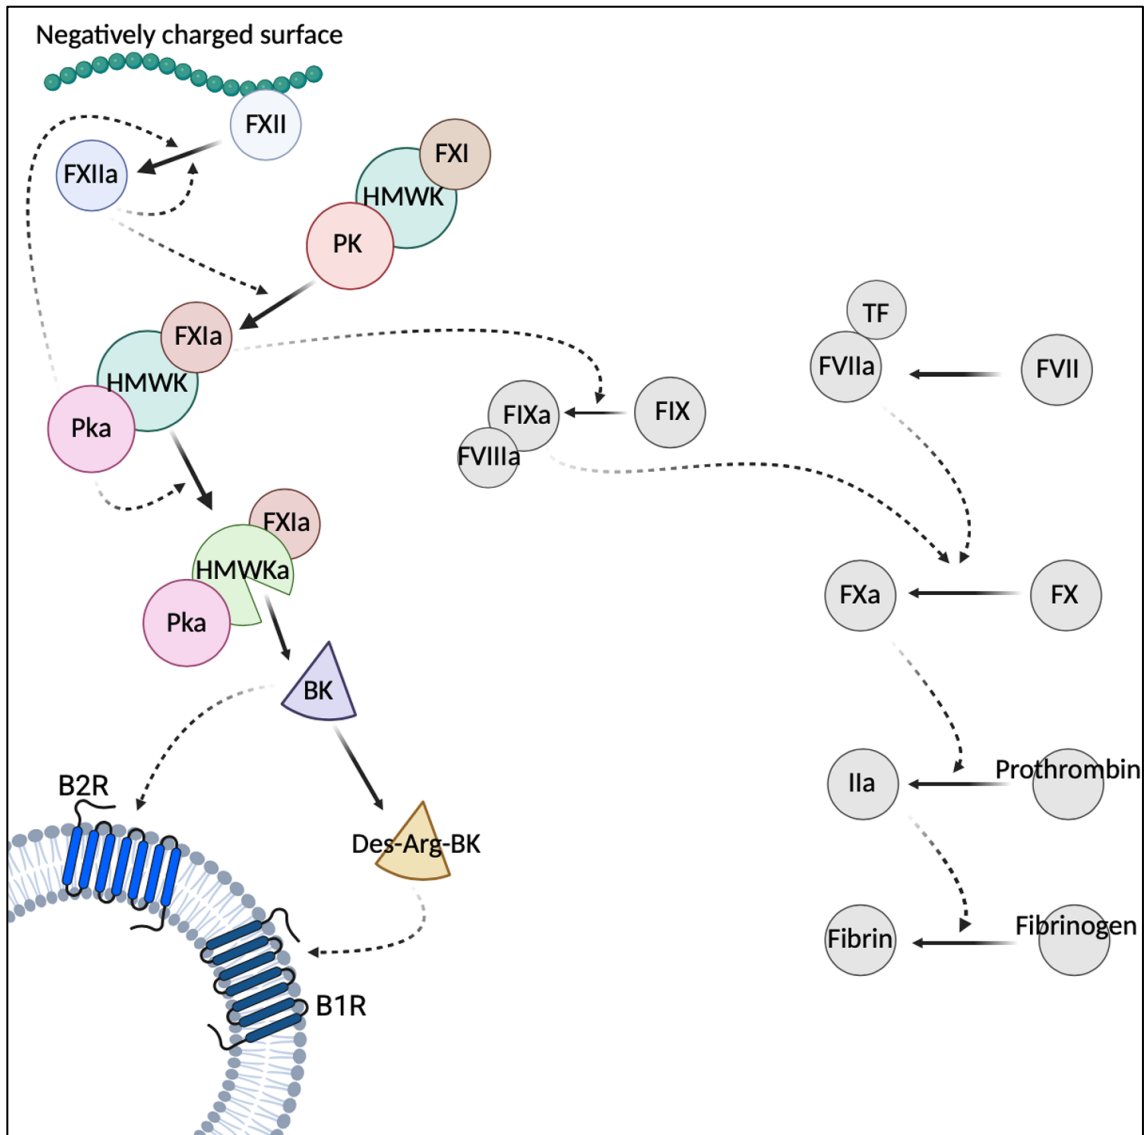 Negatively charged surface
FXII
FXIIa
FXI
HMWK
PK
FXIa
HMWK
Pka
FXIa
HMWKa
Pka
BK
Des-Arg-BK
B2R
B1R
FIXa
FIX
FVIIIa
TF
FVIIa
FVII
FXa
FX
IIa
Prothrombin
Fibrin
Fibrinogen